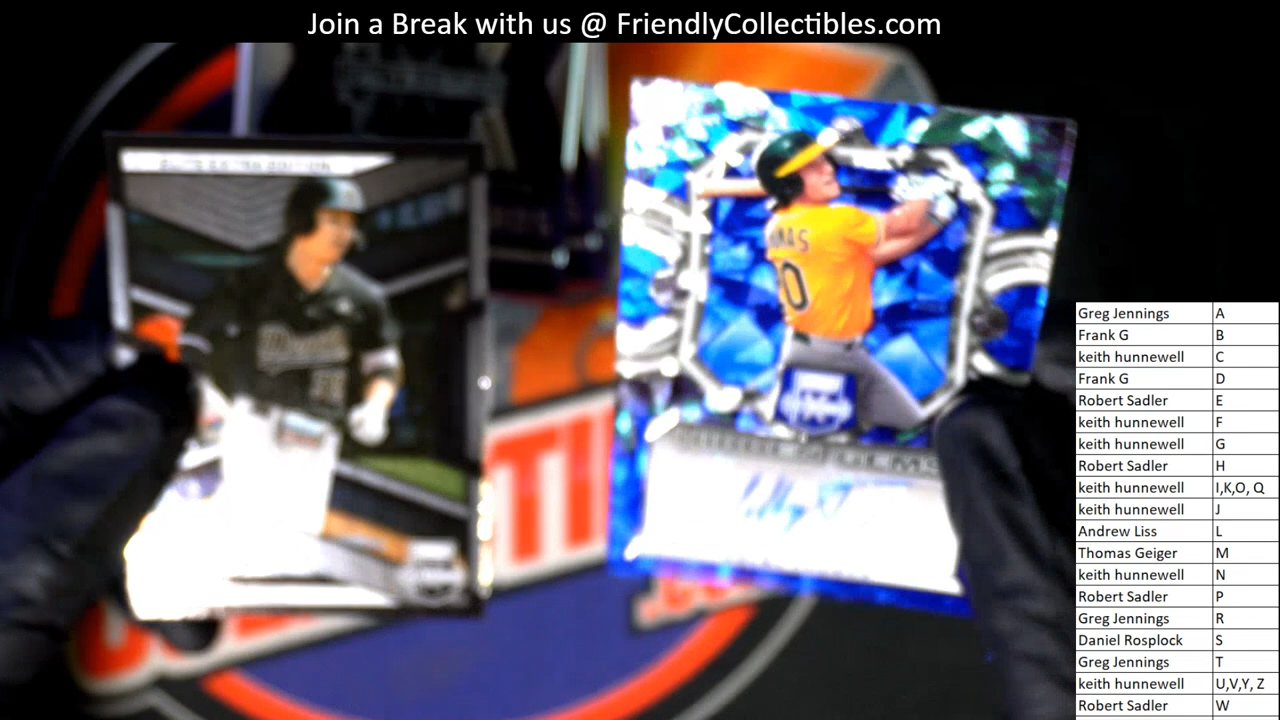 Join a Break with us @ FriendlyCollectibles.com
Greg Jennings A
Frank G B
keith hunnewell C
Frank G D
Robert Sadler E
keith hunnewell F
keith hunnewell G
Robert Sadler H
keith hunnewell I,K,O, Q
keith hunnewell J
Andrew Liss L
Thomas Geiger M
keith hunnewell N
Robert Sadler P
Greg Jennings R
Daniel Rosplock S
Greg Jennings T
keith hunnewell U,V,Y, Z
Robert Sadler W